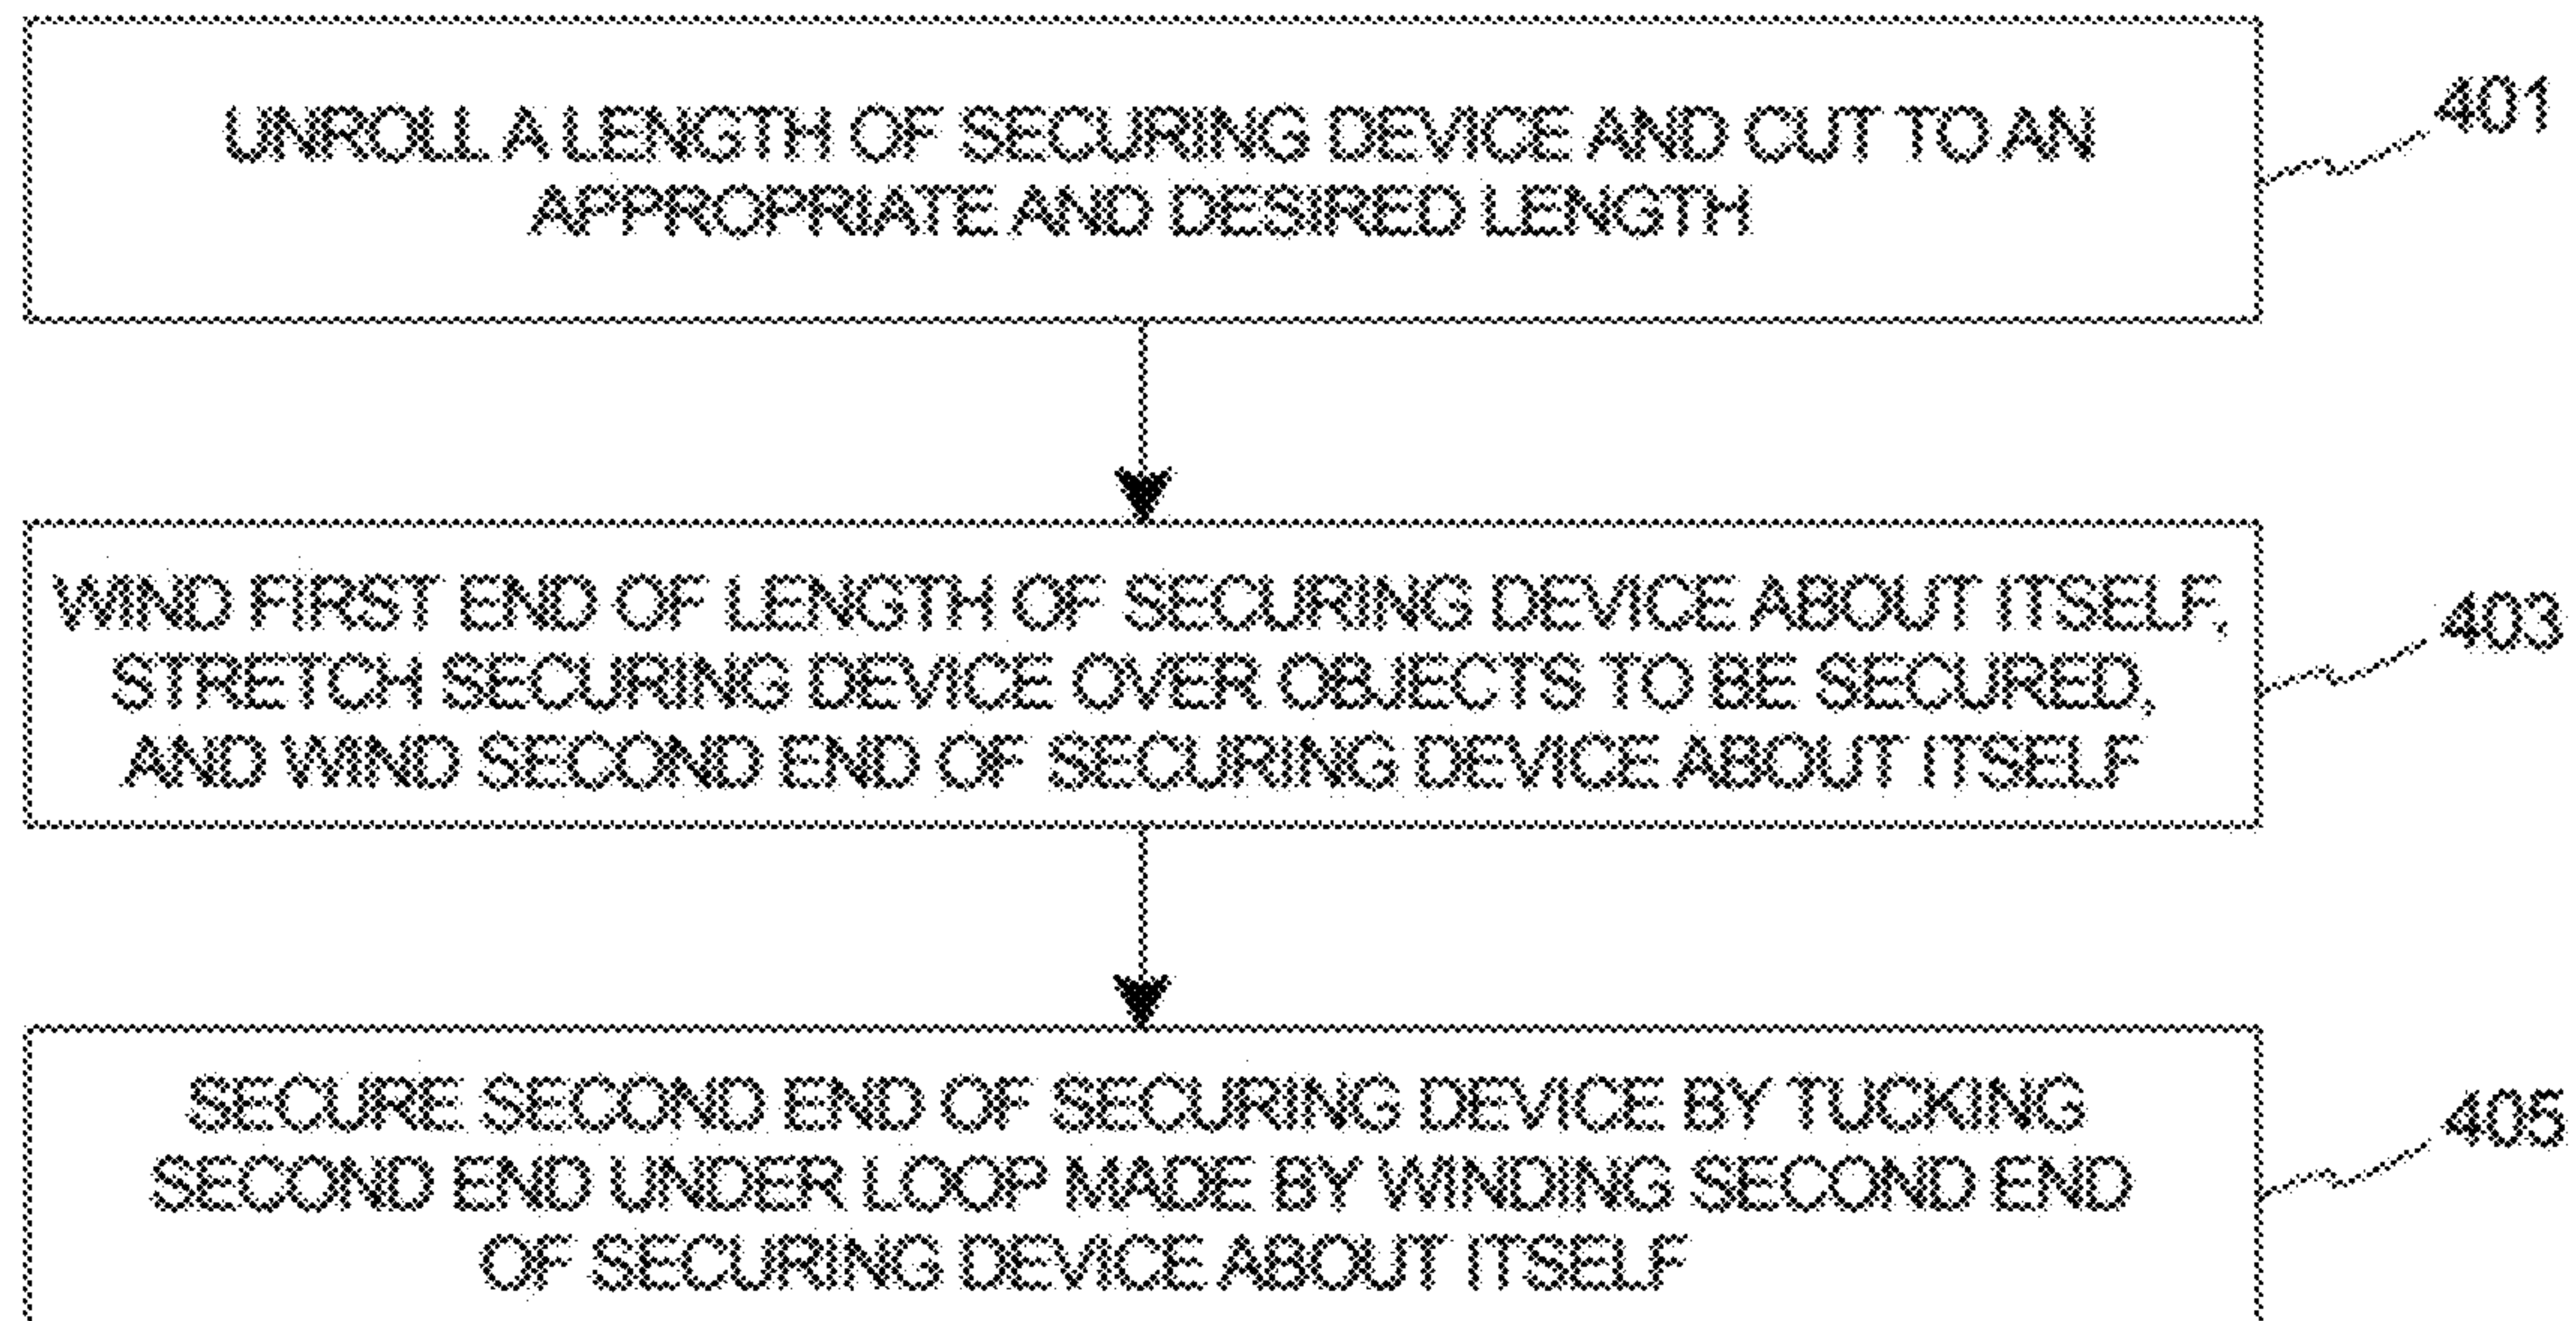 UNROLL A LENGTH OF SECURING DEVICE AND CUT TO AN
APPROPRIATE AND DESIRED LENGTH
401
WIND FIRST END OF LENGTH OF SECURING DEVICE ABOUT ITSELF,
STRETCH SECURING DEVICE OVER OBJECTS TO BE SECURED,
AND WIND SECOND END OF SECURING DEVICE ABOUT ITSELF
403
SECURE SECOND END OF SECURING DEVICE BY TUCKING
SECOND END UNDER LOOP MADE BY WINDING SECOND END
OF SECURING DEVICE ABOUT ITSELF
405